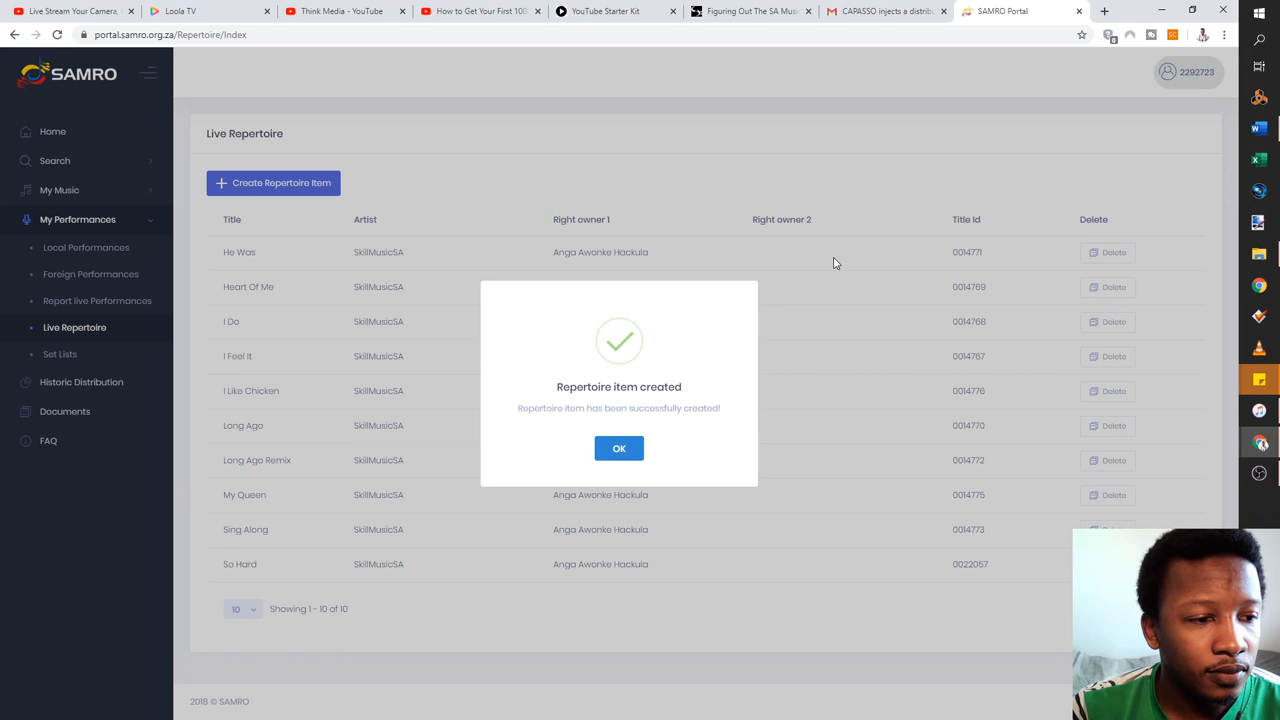 Live Stream Your Camera,
Loola TV
Think Media - YouTube
How to Get Your First 100
YouTube Starter Kit
Figuring Out The SA Mus
CAPASSO injects a distrib
SAMRO Portal
portal.samro.org.za/Repertoire/Index
SAMRO
2292723
Home
Search
My Music
My Performances
Local Performances
Foreign Performances
Report live Performances
Live Repertoire
Set Lists
Historic Distribution
Documents
FAQ
Live Repertoire
Create Repertoire Item
Title Artist Right owner 1 Right owner 2 Title Id Delete
He Was SkillMusicSA Anga Awonke Hackula 0014771 Delete
Heart Of Me SkillMusicSA 0014769 Delete
I Do SkillMusicSA 0014768 Delete
I Feel It SkillMusicSA 0014767 Delete
I Like Chicken SkillMusicSA 0014776 Delete
Long Ago SkillMusicSA 0014770 Delete
Long Ago Remix SkillMusicSA 0014772 Delete
My Queen SkillMusicSA Anga Awonke Hackula 0014775 Delete
Sing Along SkillMusicSA Anga Awonke Hackula 0014773 Delete
So Hard SkillMusicSA Anga Awonke Hackula 0022057
Repertoire item created
Repertoire item has been successfully created!
OK
10 Showing 1 - 10 of 10
2018 © SAMRO